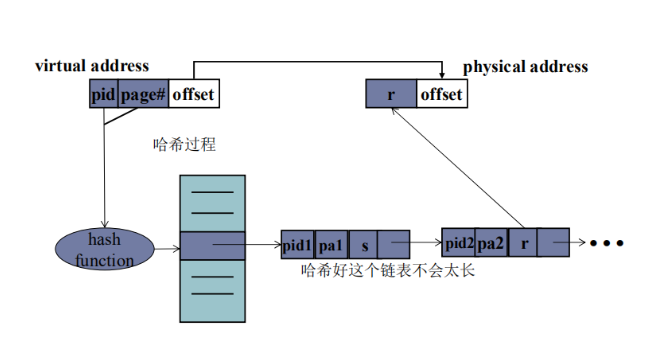 virtual address
physical address
pid page# offset
r offset
哈希过程
hash
function
pid1 pa1 s
pid2 pa2 r
哈希好这个链表不会太长